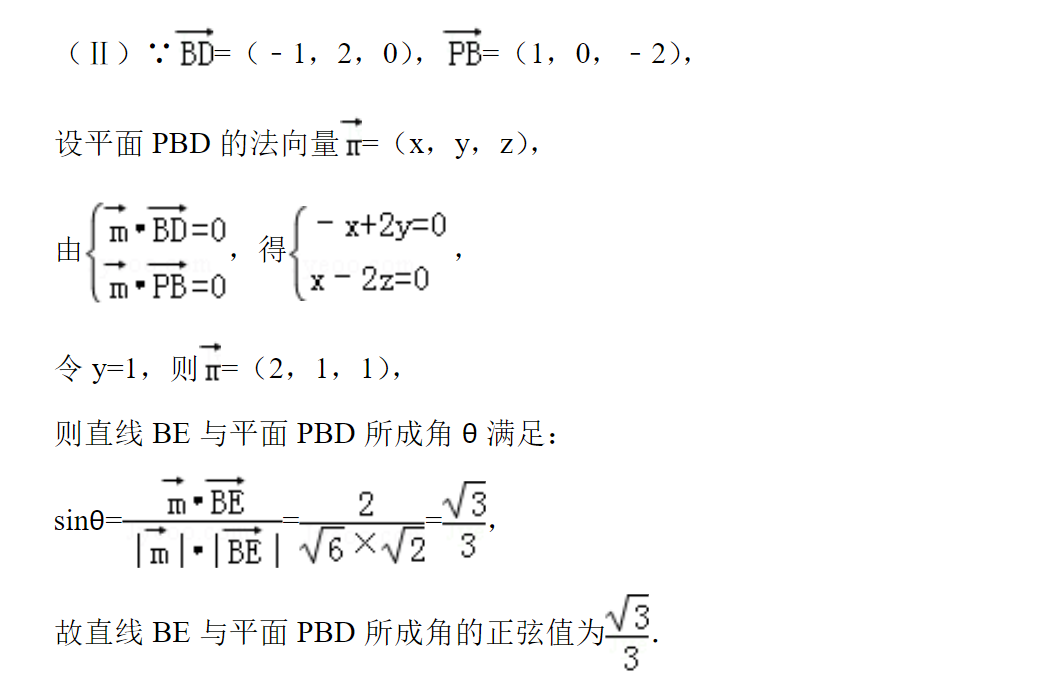 （Ⅱ）∵$\overrightarrow{BD}$=（﹣1，2，0），$\overrightarrow{PB}$=（1，0，﹣2），
设平面 PBD 的法向量$\overrightarrow{π}$=（x，y，z），
由$\begin{cases}\overrightarrow{m}•\overrightarrow{BD}=0\\ \overrightarrow{m}•\overrightarrow{PB}=0\end{cases}$，得$\begin{cases}-x+2y=0\\ x-2z=0\end{cases}$，
令 y=1，则$\overrightarrow{π}$=（2，1，1），
则直线 BE 与平面 PBD 所成角 θ 满足：
sinθ=$\frac{\overrightarrow{m}•\overrightarrow{BE}}{|\overrightarrow{m}|•|\overrightarrow{BE}|}$=$\frac{2}{\sqrt{6}×\sqrt{2}}$=$\frac{\sqrt{3}}{3}$，
故直线 BE 与平面 PBD 所成角的正弦值为$\frac{\sqrt{3}}{3}$．